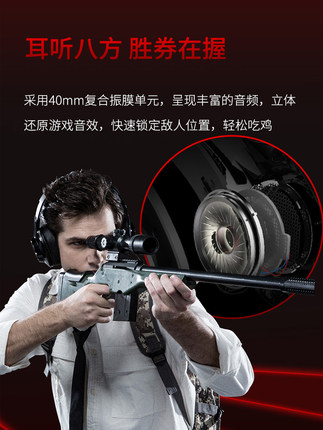 耳听八方 胜券在握
采用40mm复合振膜单元，呈现丰富的音频，立体
还原游戏音效，快速锁定敌人位置，轻松吃鸡